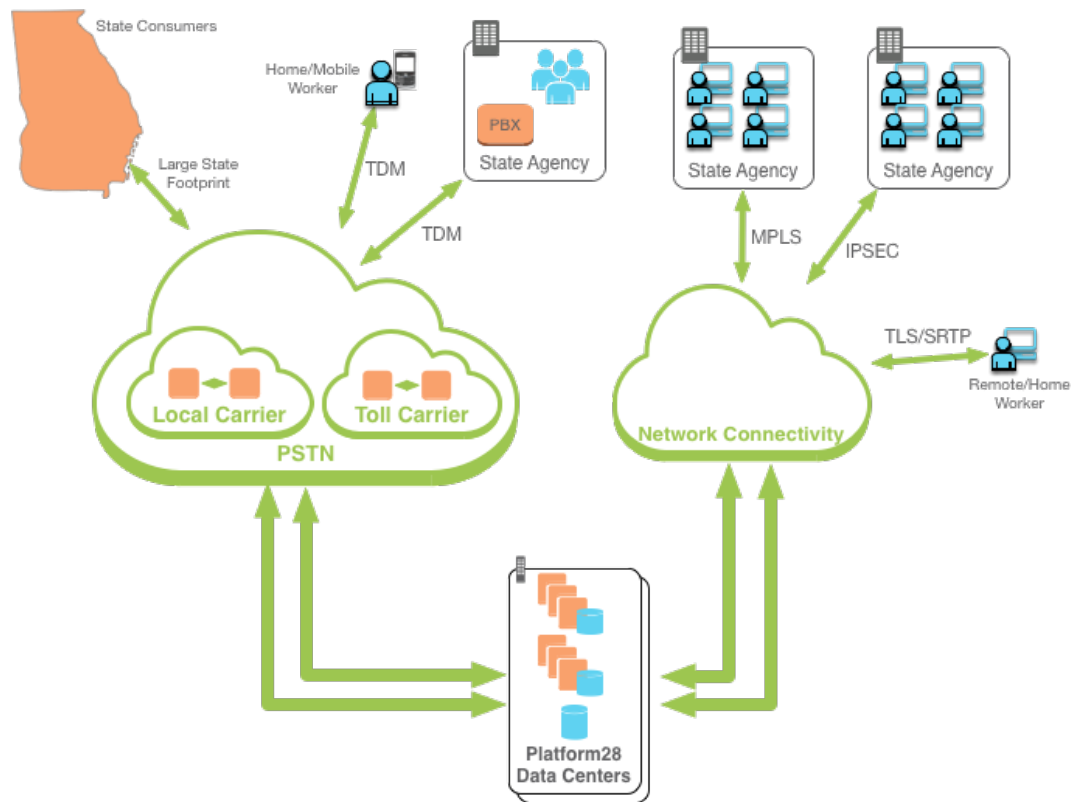 State Consumers
Large State
Footprint
Home/Mobile
Worker
TDM
PBX
State Agency
TDM
State Agency
State Agency
MPLS
IPSEC
TLS/SRTP
Remote/Home
Worker
Local Carrier
Toll Carrier
PSTN
Network Connectivity
Platform28
Data Centers